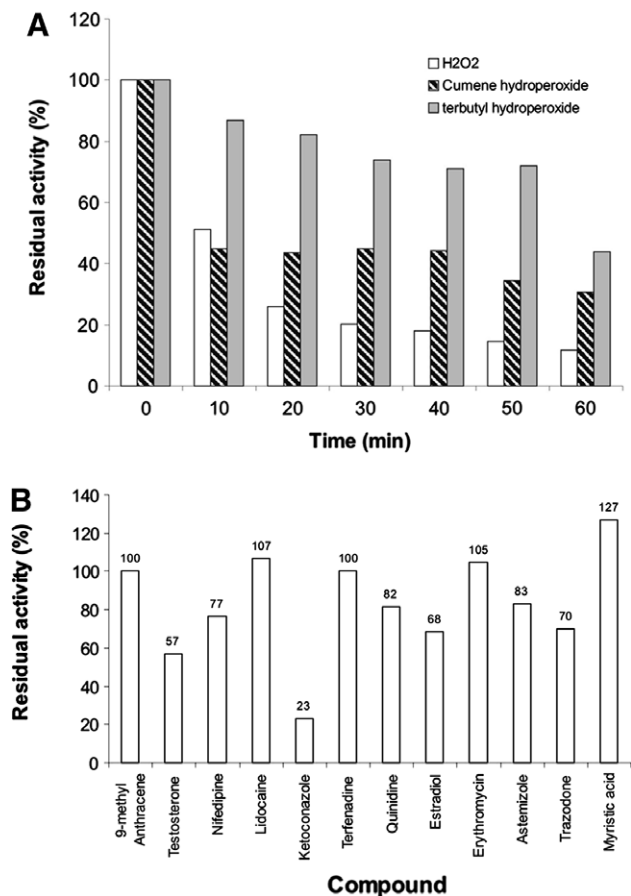 A
120
100
80
60
40
20
0
Residual activity (%)
H2O2
Cumene hydroperoxide
terbutyl hydroperoxide
0 10 20 30 40 50 60
Time (min)
B
140
120
100
80
60
40
20
0
Residual activity (%)
100
57
77
107
23
100
82
68
105
83
70
127
9-methyl
Anthracene
Testosterone
Nifedipine
Lidocaine
Ketoconazole
Terfenadine
Quinidine
Estradiol
Erythromycin
Astemizole
Trazodone
Myristic acid
Compound